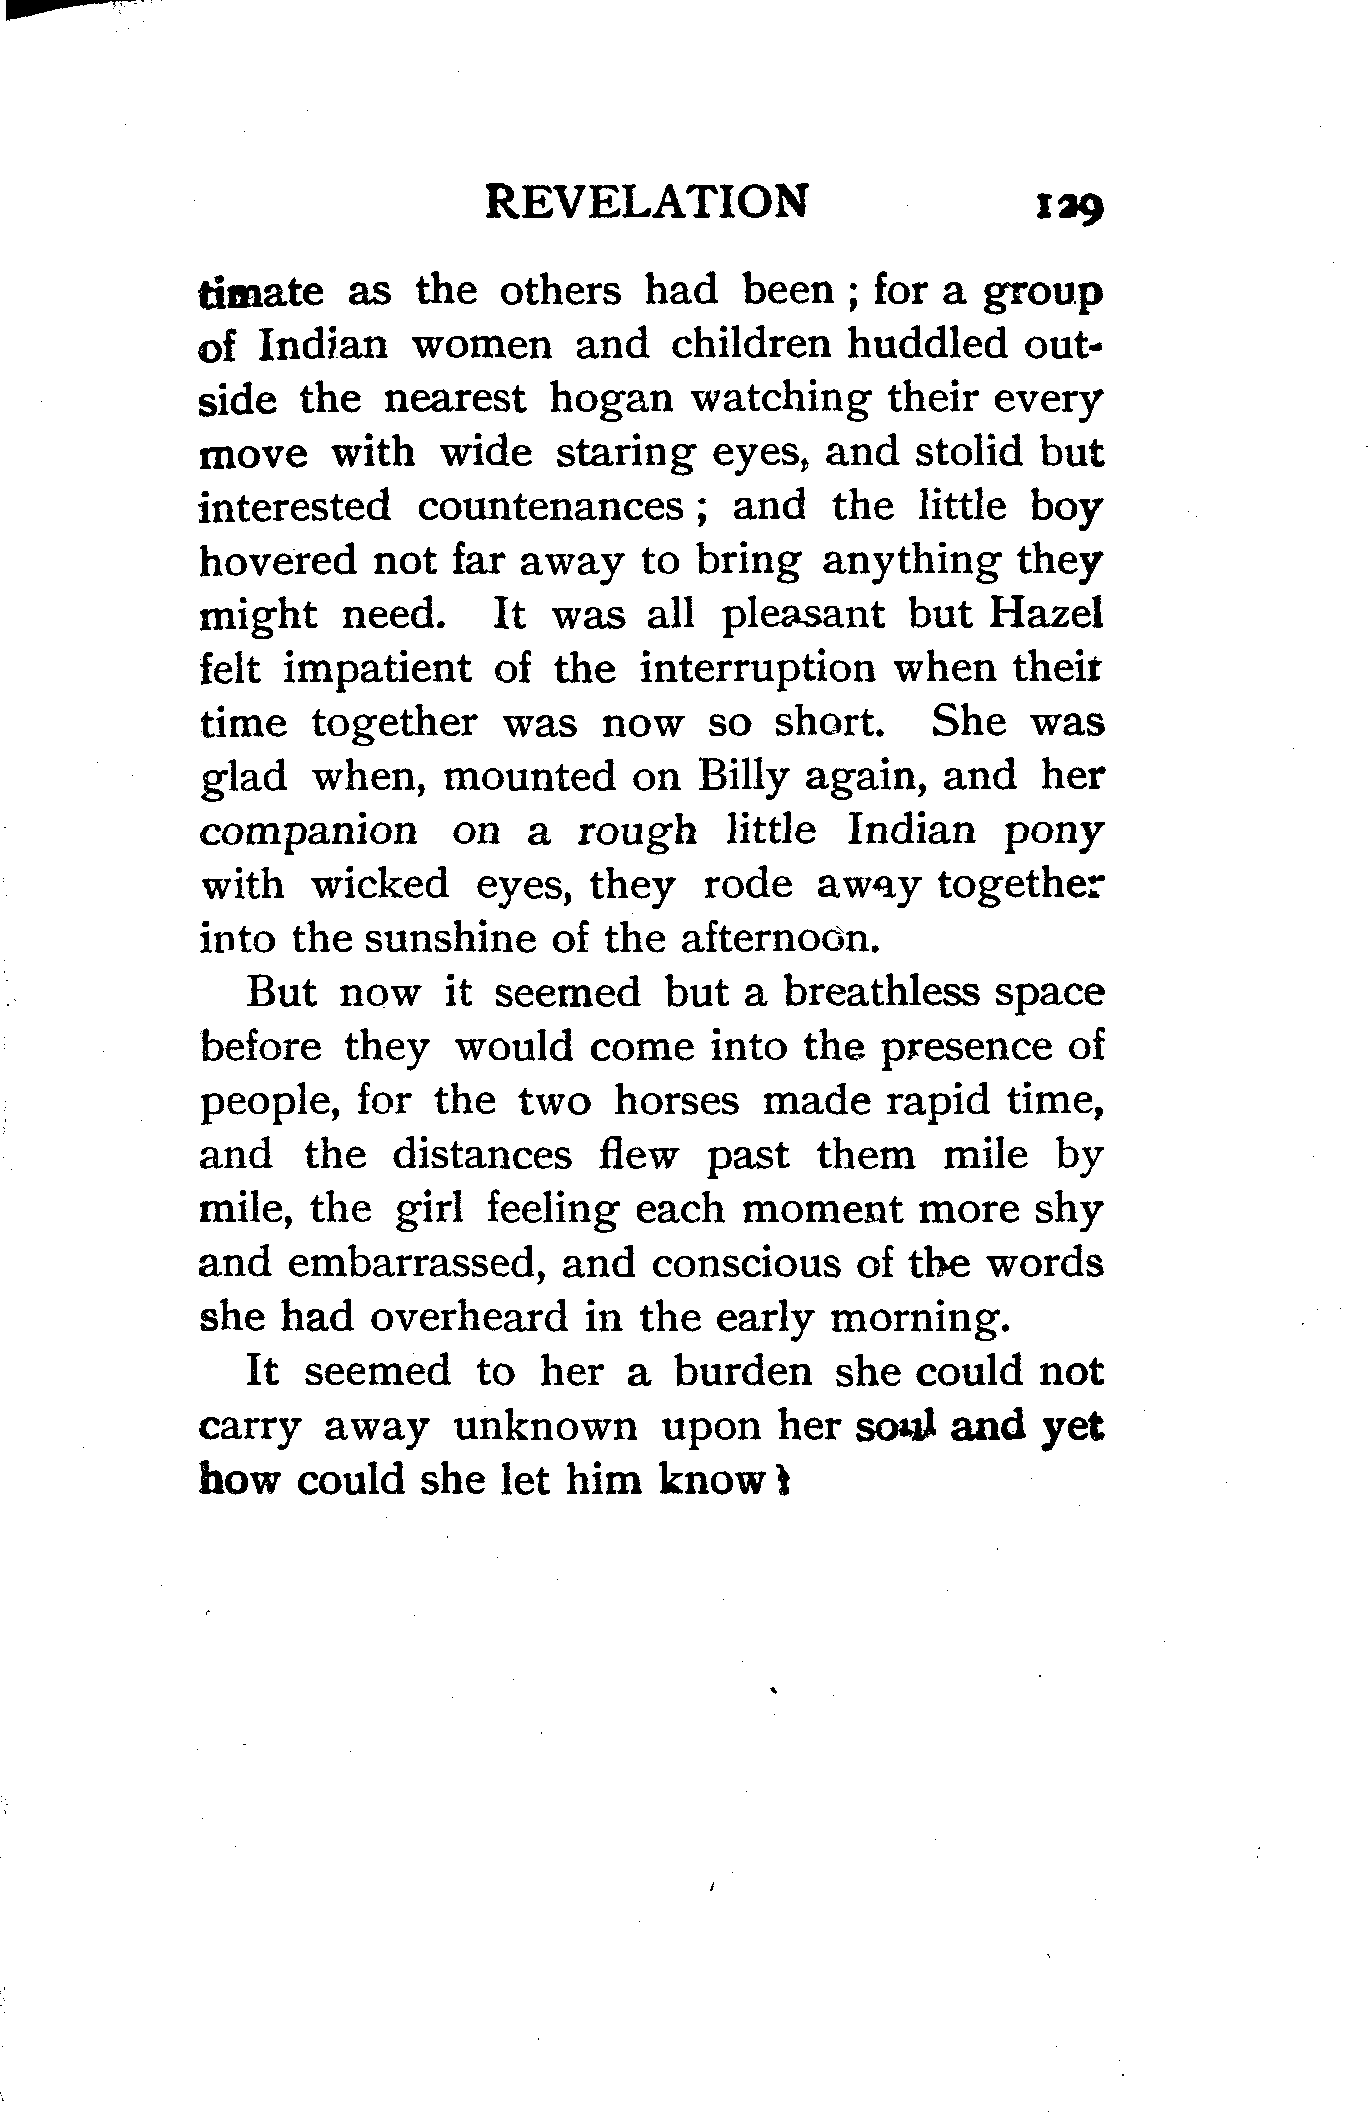 REVELATION 129
timate as the others had been ; for a group
of Indian women and children huddled out-
side the nearest hogan watching their every
move with wide staring eyes, and stolid but
interested countenances ; and the little boy
hovered not far away to bring anything they
might need. It was all pleasant but Hazel
felt impatient of the interruption when their
time together was now so short. She was
glad when, mounted on Billy again, and her
companion on a rough little Indian pony
with wicked eyes, they rode away together
into the sunshine of the afternoon.
But now it seemed but a breathless space
before they would come into the presence of
people, for the two horses made rapid time,
and the distances flew past them mile by
mile, the girl feeling each moment more shy
and embarrassed, and conscious of the words
she had overheard in the early morning.
It seemed to her a burden she could not
carry away unknown upon her soul and yet
how could she let him know?